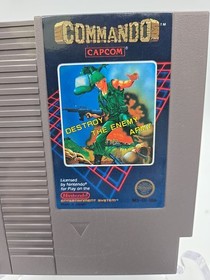 COMMANDO
CAPCOM
DESTROY
THE ENEMY
ARMY
Licensed
by Nintendo®
for Play on the
Nintendo
ENTERTAINMENT SYSTEM